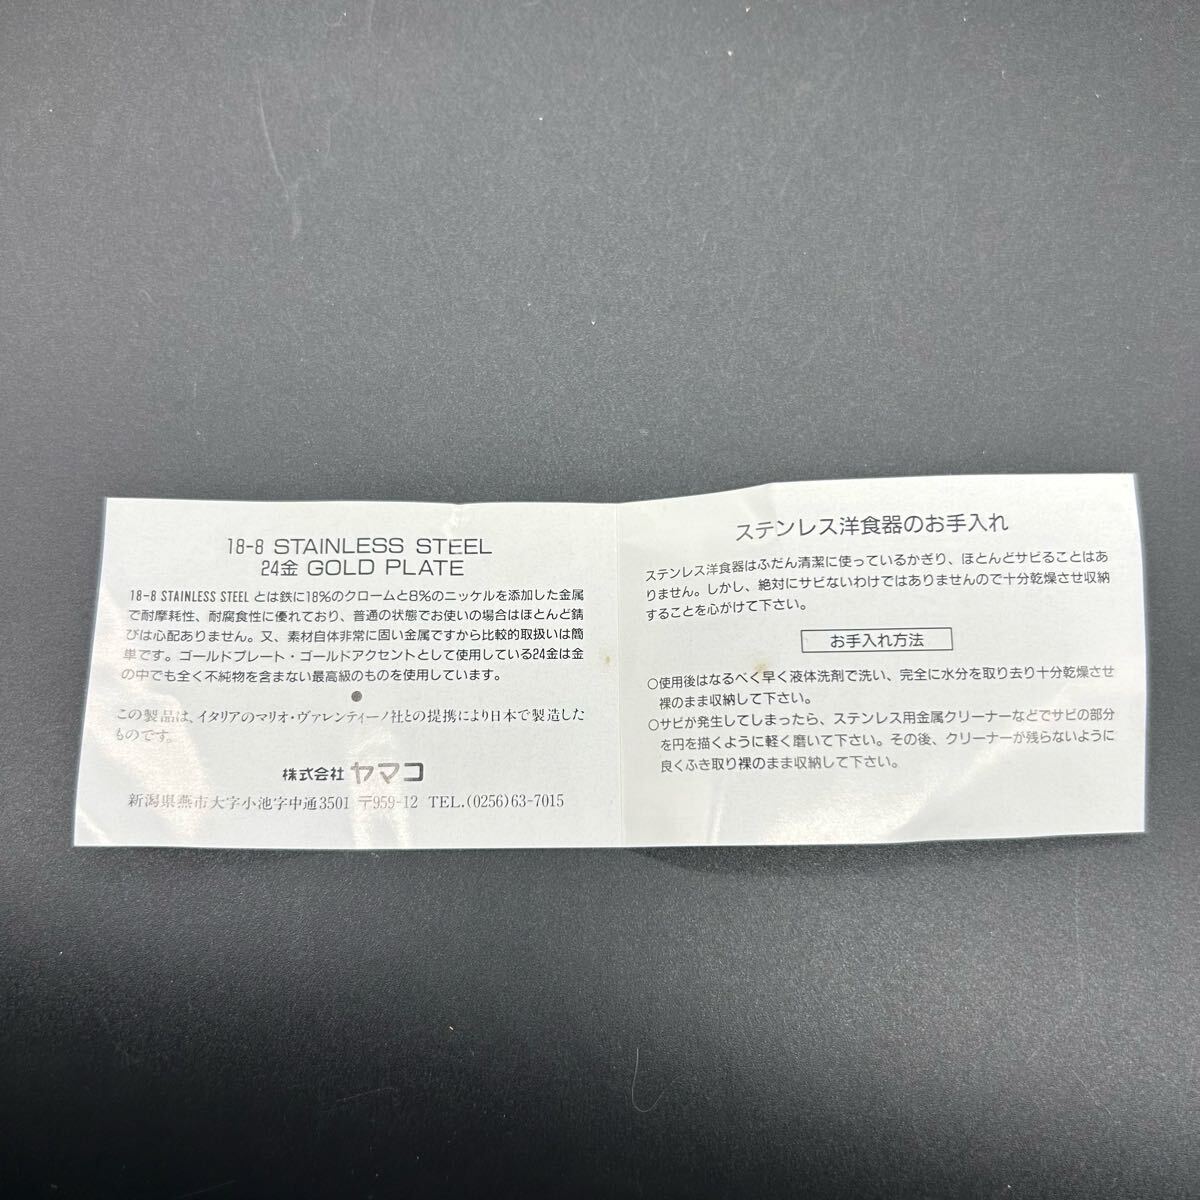 18-8 STAINLESS STEEL
24金 GOLD PLATE
18-8 STAINLESS STEEL とは鉄に18%のクロームと8%のニッケルを添加した金属
で耐摩耗性、耐腐食性に優れており、普通の状態でお使いの場合はほとんど錆
びは心配ありません。又、素材自体非常に固い金属ですから比較的取扱いは簡
単です。ゴールドプレート・ゴールドアクセントとして使用している24金は金
の中でも全く不純物を含まない最高級のものを使用しています。
●
この製品は、イタリアのマリオ・ヴァレンティーノ社との提携により日本で製造した
ものです。
株式会社 ヤマコ
新潟県燕市大字小池字中通3501 〒959-12 TEL.(0256)63-7015
ステンレス洋食器のお手入れ
ステンレス洋食器はふだん清潔に使っているかぎり、ほとんどサビることはあ
りません。しかし、絶対にサビないわけではありませんので十分乾燥させ収納
することを心がけて下さい。
お手入れ方法
○使用後はなるべく早く液体洗剤で洗い、完全に水分を取り去り十分乾燥させ
裸のまま収納して下さい。
○サビが発生してしまったら、ステンレス用金属クリーナーなどでサビの部分
を円を描くように軽く磨いて下さい。その後、クリーナーが残らないように
良くふき取り裸のまま収納して下さい。